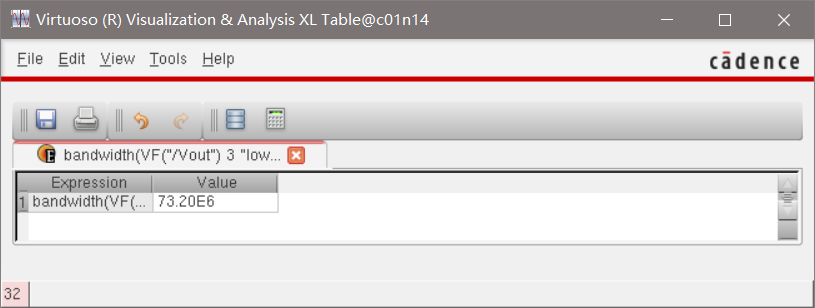 Virtuoso (R) Visualization & Analysis XL Table@c01n14
File Edit View Tools Help
cādence
bandwidth(VF("/Vout") 3 "low...
Expression Value
1 bandwidth(VF(... 73.20E6
32